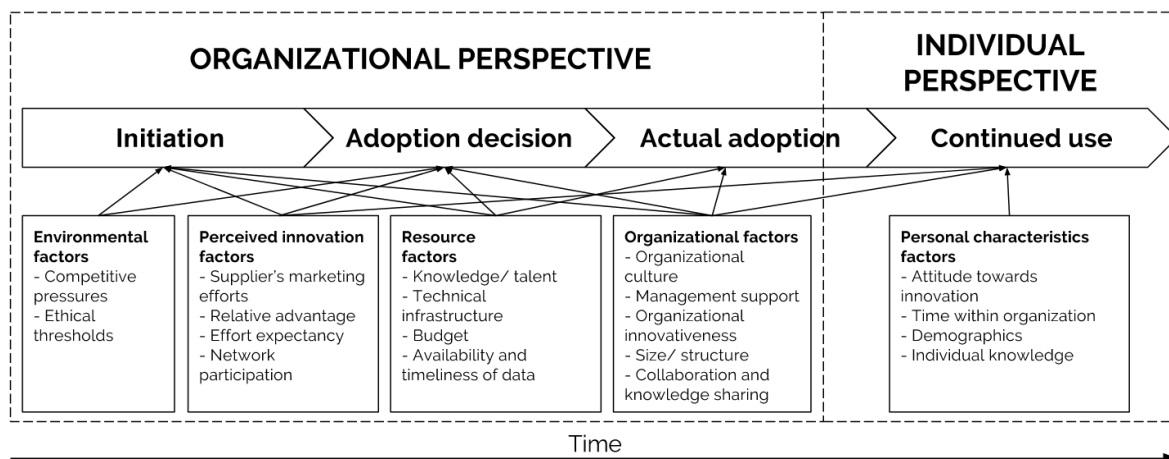 ORGANIZATIONAL PERSPECTIVE
INDIVIDUAL
PERSPECTIVE
Initiation
Adoption decision
Actual adoption
Continued use
Environmental
factors
- Competitive
pressures
- Ethical
thresholds
Perceived innovation
factors
- Supplier's marketing
efforts
- Relative advantage
- Effort expectancy
- Network
participation
Resource
factors
- Knowledge/ talent
- Technical
infrastructure
- Budget
- Availability and
timeliness of data
Organizational factors
- Organizational
culture
- Management support
- Organizational
innovativeness
- Size/ structure
- Collaboration and
knowledge sharing
Personal characteristics
factors
- Attitude towards
innovation
- Time within organization
- Demographics
- Individual knowledge
Time